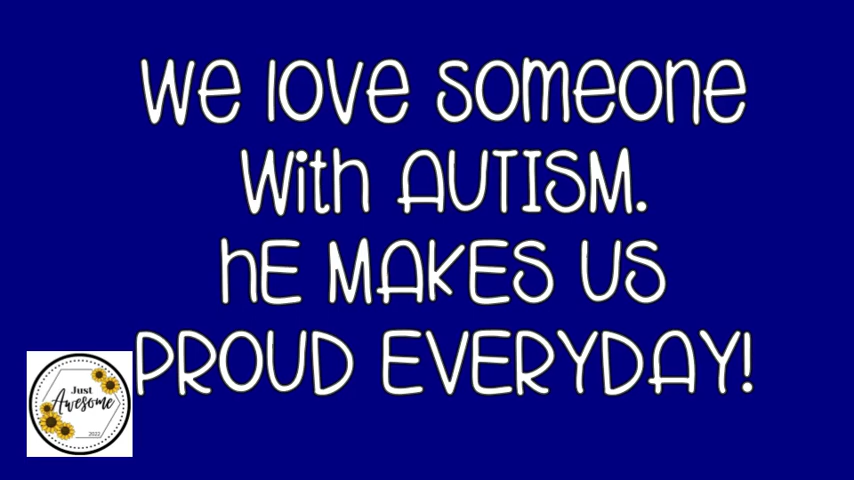 We love someone
With AUTISM.
hE MAKES US
PROUD EVERYDAY!
Just
Awesome
2022